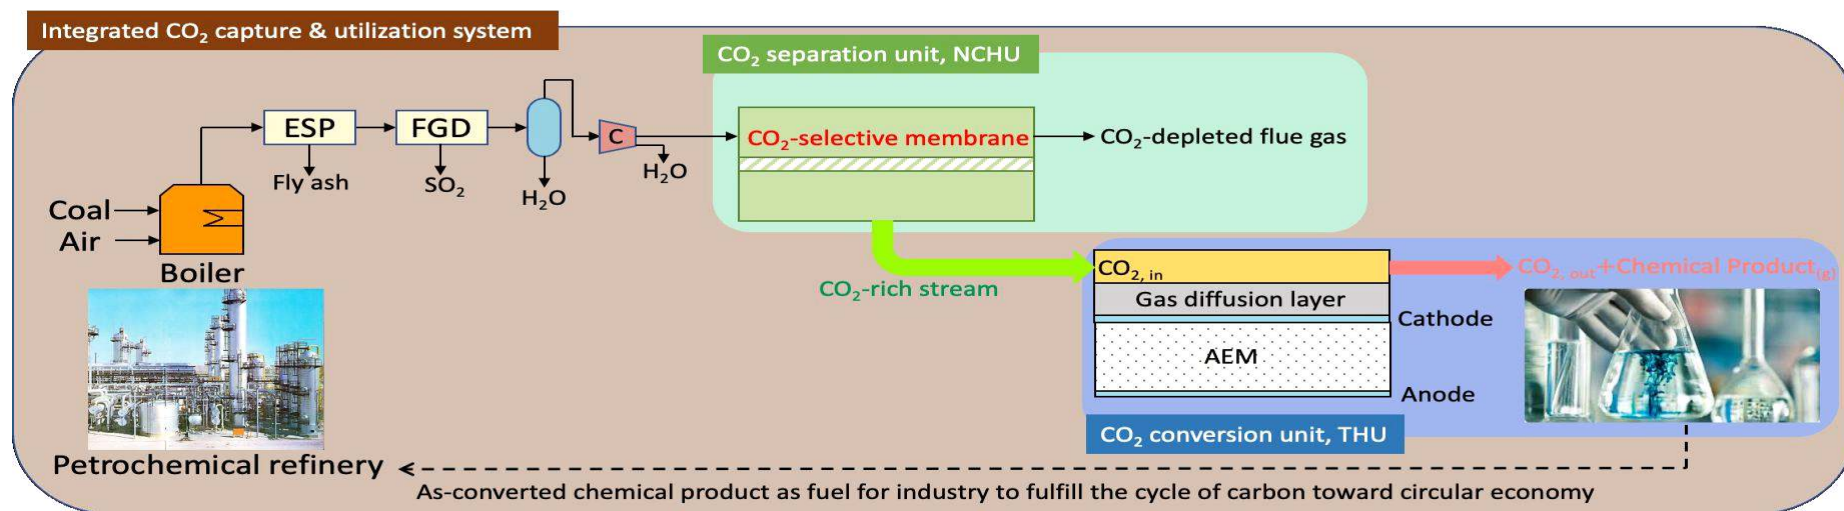 Integrated CO₂ capture & utilization system
CO₂ separation unit, NCHU
ESP
FGD
C
CO₂-selective membrane
CO₂-depleted flue gas
Fly ash
SO₂
H₂O
H₂O
Coal
Air
Boiler
CO₂-rich stream
CO₂, in
CO₂, out+Chemical Product(g)
Gas diffusion layer
Cathode
AEM
Anode
CO₂ conversion unit, THU
Petrochemical refinery
As-converted chemical product as fuel for industry to fulfill the cycle of carbon toward circular economy